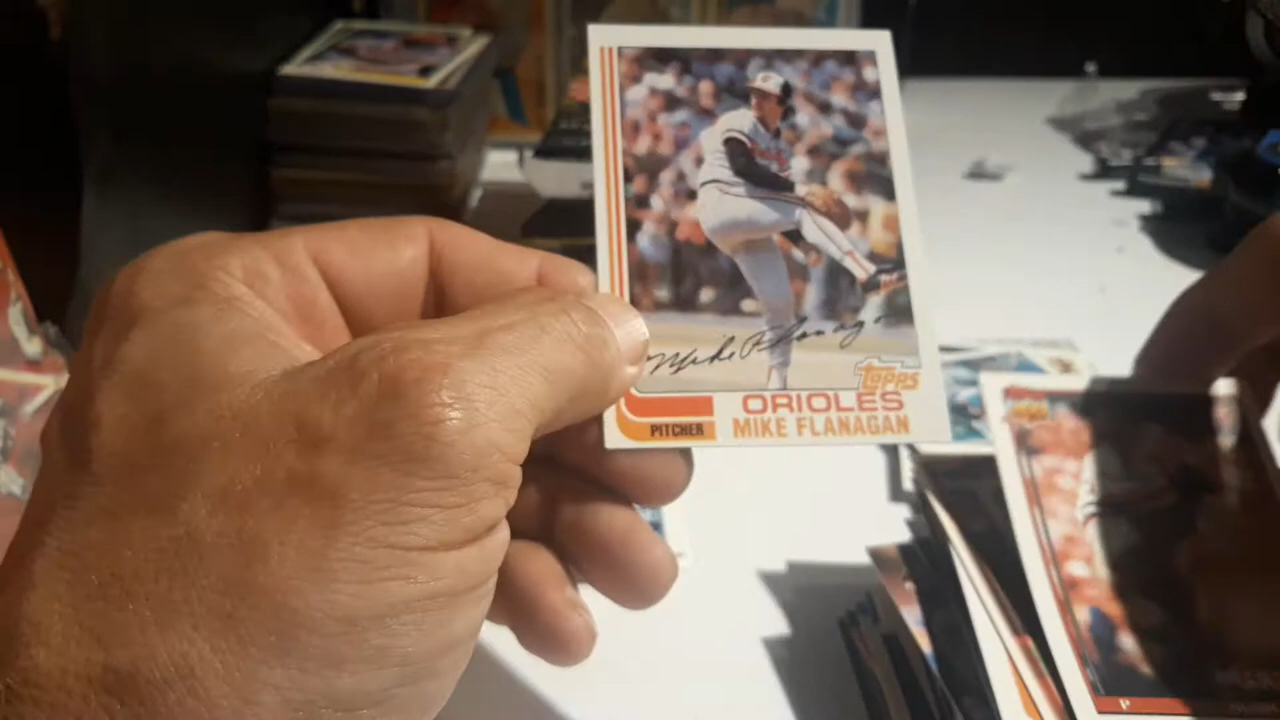 Mike Flanagan
Topps
ORIOLES
PITCHER
MIKE FLANAGAN
P